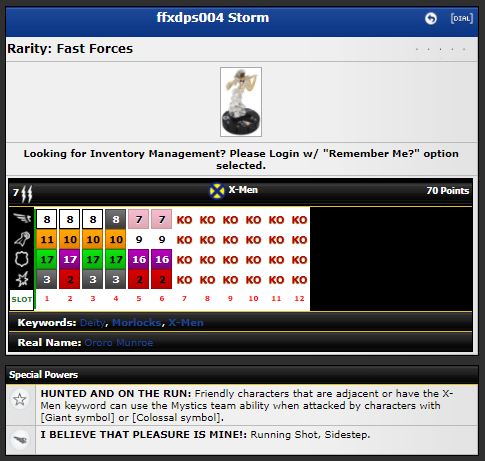 ffxdps004 Storm
[DIAL]
Rarity: Fast Forces
Looking for Inventory Management? Please Login w/ "Remember Me?" option
selected.
7 X-Men 70 Points
8 8 8 8 7 7 KO KO KO KO KO KO
11 10 10 10 9 9 KO KO KO KO KO KO
17 17 17 17 16 16 KO KO KO KO KO KO
3 2 3 3 2 2 KO KO KO KO KO KO
SLOT 1 2 3 4 5 6 7 8 9 10 11 12
Keywords: Deity, Morlocks, X-Men
Real Name: Ororo Munroe
Special Powers
HUNTED AND ON THE RUN: Friendly characters that are adjacent or have the X-
Men keyword can use the Mystics team ability when attacked by characters with
[Giant symbol] or [Colossal symbol].
I BELIEVE THAT PLEASURE IS MINE!: Running Shot, Sidestep.